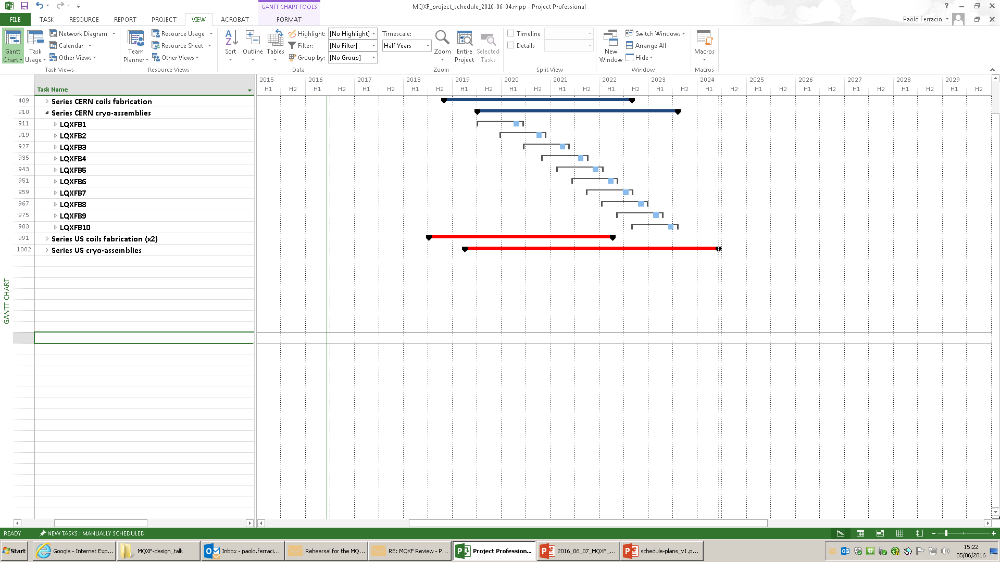 GANTT CHART TOOLS
MQXF_project_schedule_2016-06-04.mpp - Project Professional
?
FILE TASK RESOURCE REPORT PROJECT VIEW ACROBAT FORMAT
Paolo Ferracin
Gantt Chart
Task Usage
Network Diagram
Calendar
Other Views
Task Views
Team Planner
Resource Usage
Resource Sheet
Other Views
Resource Views
Sort
Outline
Tables
Highlight: [No Highlight]
Filter: [No Filter]
Group by: [No Group]
Data
Timescale:
Half Years
Zoom
Entire Project
Selected Tasks
Zoom
Timeline
Details
Split View
New Window
Switch Windows
Arrange All
Hide
Window
Macros
Macros
2015 2016 2017 2018 2019 2020 2021 2022 2023 2024 2025 2026 2027 2028 2029
Task Name
H1 H2 H1 H2 H1 H2 H1 H2 H1 H2 H1 H2 H1 H2 H1 H2 H1 H2 H1 H2 H1 H2 H1 H2 H1 H2 H1 H2 H1 H2
409 Series CERN coils fabrication
910 Series CERN cryo-assemblies
911 LQXFB1
919 LQXFB2
927 LQXFB3
935 LQXFB4
943 LQXFB5
951 LQXFB6
959 LQXFB7
967 LQXFB8
975 LQXFB9
983 LQXFB10
991 Series US coils fabrication (x2)
1082 Series US cryo-assemblies
GANTT CHART
READY NEW TASKS : MANUALLY SCHEDULED
Start
Google - Internet Exp...
MQXF-design_talk
Inbox - paolo.ferraci...
Rehearsal for the MQ...
RE: MQXF Review - P...
Project Profession...
2016_06_07_MQXF_...
schedule-plans_v1.p...
15:22
05/06/2016